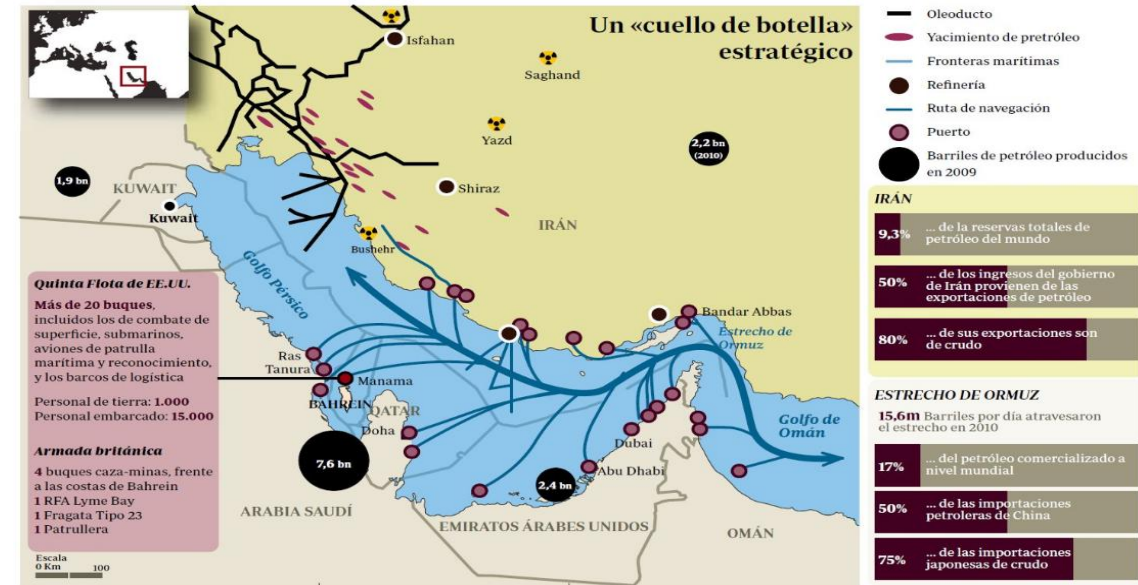 Un «cuello de botella»
estratégico
Isfahan
Saghand
Yazd
2,2 bn
(2010)
1,9 bn
KUWAIT
Kuwait
Shiraz
IRÁN
Bushehr
Golfo Pérsico
Bandar Abbas
Estrecho de
Ormuz
Ras
Tanura
Manama
BAHREIN
QATAR
Doha
7,6 bn
Dubai
Abu Dhabi
2,4 bn
Golfo de
Omán
ARABIA SAUDÍ
EMIRATOS ÁRABES UNIDOS
OMÁN
Quinta Flota de EE.UU.
Más de 20 buques,
incluidos los de combate de
superficie, submarinos,
aviones de patrulla
marítima y reconocimiento,
y los barcos de logística
Personal de tierra: 1.000
Personal embarcado: 15.000
Armada británica
4 buques caza-minas, frente
a las costas de Bahrein
1 RFA Lyme Bay
1 Fragata Tipo 23
1 Patrullera
Escala
0 Km 100
Oleoducto
Yacimiento de pretróleo
Fronteras marítimas
Refinería
Ruta de navegación
Puerto
Barriles de petróleo producidos
en 2009
IRÁN
9,3% ... de la reservas totales de
petróleo del mundo
50% ... de los ingresos del gobierno
de Irán provienen de las
exportaciones de petróleo
80% ... de sus exportaciones son
de crudo
ESTRECHO DE ORMUZ
15.6m Barriles por día atravesaron
el estrecho en 2010
17% ... del petróleo comercializado a
nivel mundial
50% ... de las importaciones
petroleras de China
75% ... de las importaciones
japonesas de crudo